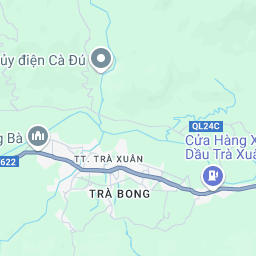 ủy điện Cà Đú
QL24C
Cửa Hàng X
Dầu Trà Xuâ
g Bà
622
TT. TRÀ XUÂN
TRÀ BONG